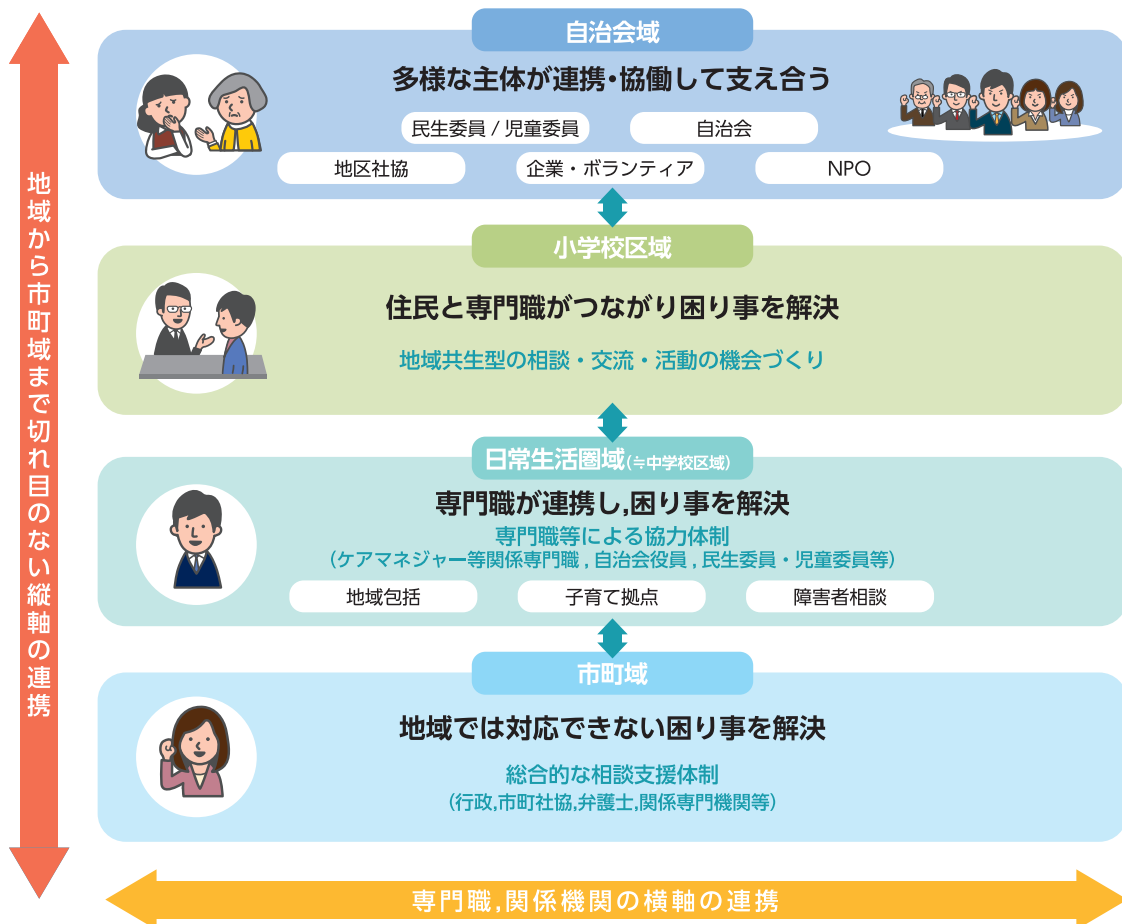 自治会域
多様な主体が連携・協働して支え合う
民生委員 / 児童委員
自治会
地区社協
企業・ボランティア
NPO
小学校区域
住民と専門職がつながり困り事を解決
地域共生型の相談・交流・活動の機会づくり
日常生活圏域(≒中学校区域)
専門職が連携し,困り事を解決
専門職等による協力体制
(ケアマネジャー等関係専門職 , 自治会役員 , 民生委員・児童委員等)
地域包括
子育て拠点
障害者相談
市町域
地域では対応できない困り事を解決
総合的な相談支援体制
(行政,市町社協,弁護士,関係専門機関等)
地域から市町域まで切れ目のない縦軸の連携
専門職,関係機関の横軸の連携